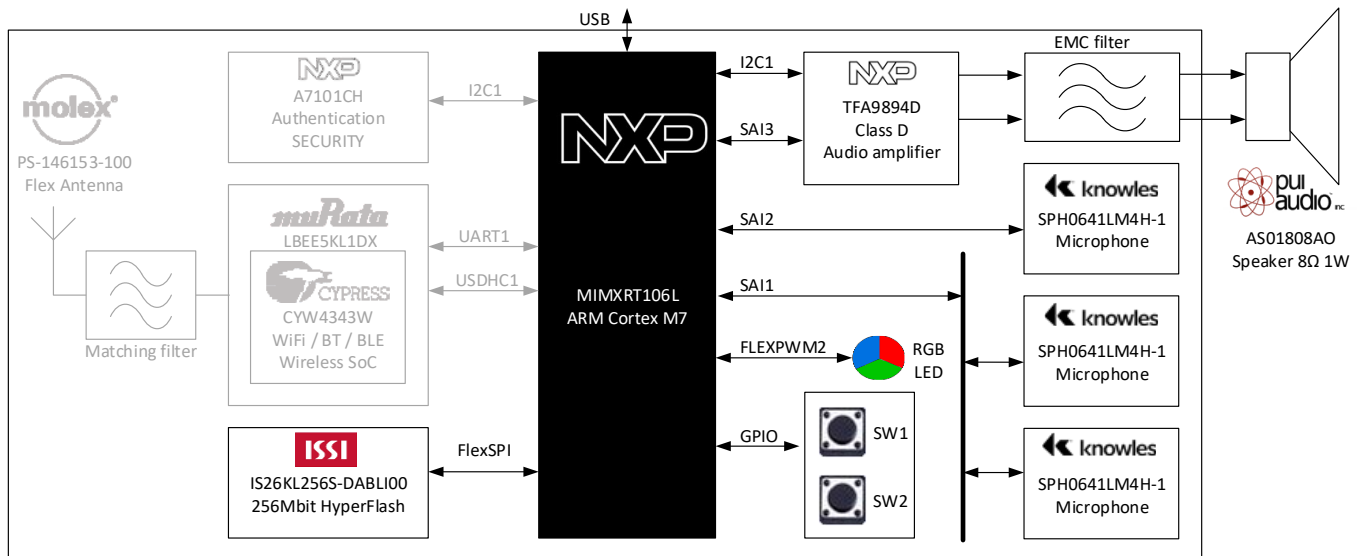 USB
molex®
PS-146153-100
Flex Antenna
Matching filter
NXP
A7101CH
Authentication
SECURITY
I2C1
muRata
LBEE5KL1DX
CYPRESS
CYW4343W
WiFi / BT / BLE
Wireless SoC
UART1
USDHC1
ISSI
IS26KL256S-DABLI00
256Mbit HyperFlash
FlexSPI
NXP
MIMXRT106L
ARM Cortex M7
I2C1
SAI3
SAI2
SAI1
FLEXPWM2
GPIO
NXP
TFA9894D
Class D
Audio amplifier
RGB
LED
SW1
SW2
EMC filter
knowles
SPH0641LM4H-1
Microphone
knowles
SPH0641LM4H-1
Microphone
knowles
SPH0641LM4H-1
Microphone
pui
audio™ inc
AS01808AO
Speaker 8Ω 1W